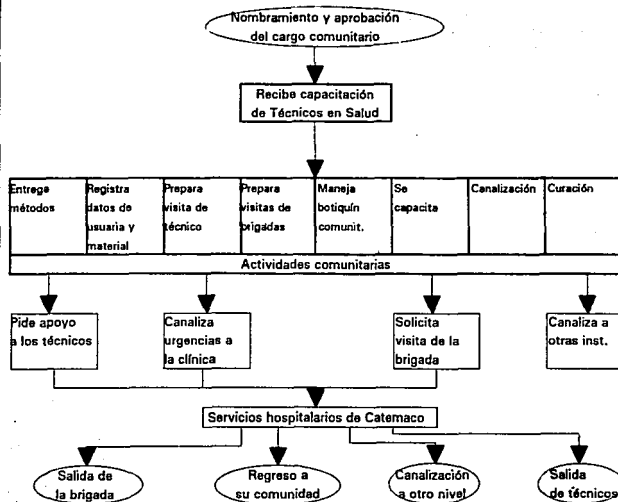 Nombramiento y aprobación
del cargo comunitario
Recibe capacitación
de Técnicos en Salud
Entrega
métodos
Registra
datos de
usuaria y
material
Prepara
visita de
técnico
Prepara
visitas de
brigadas
Maneja
botiquín
comunit.
Se
capacita
Canalización
Curación
Actividades comunitarias
Pide apoyo
a los técnicos
Canaliza
urgencias a
la clínica
Solicita
visita de la
brigada
Canaliza a
otras inst.
Servicios hospitalarios de Catemaco
Salida de
la brigada
Regreso a
su comunidad
Canalización
a otro nivel
Salida
de técnicos